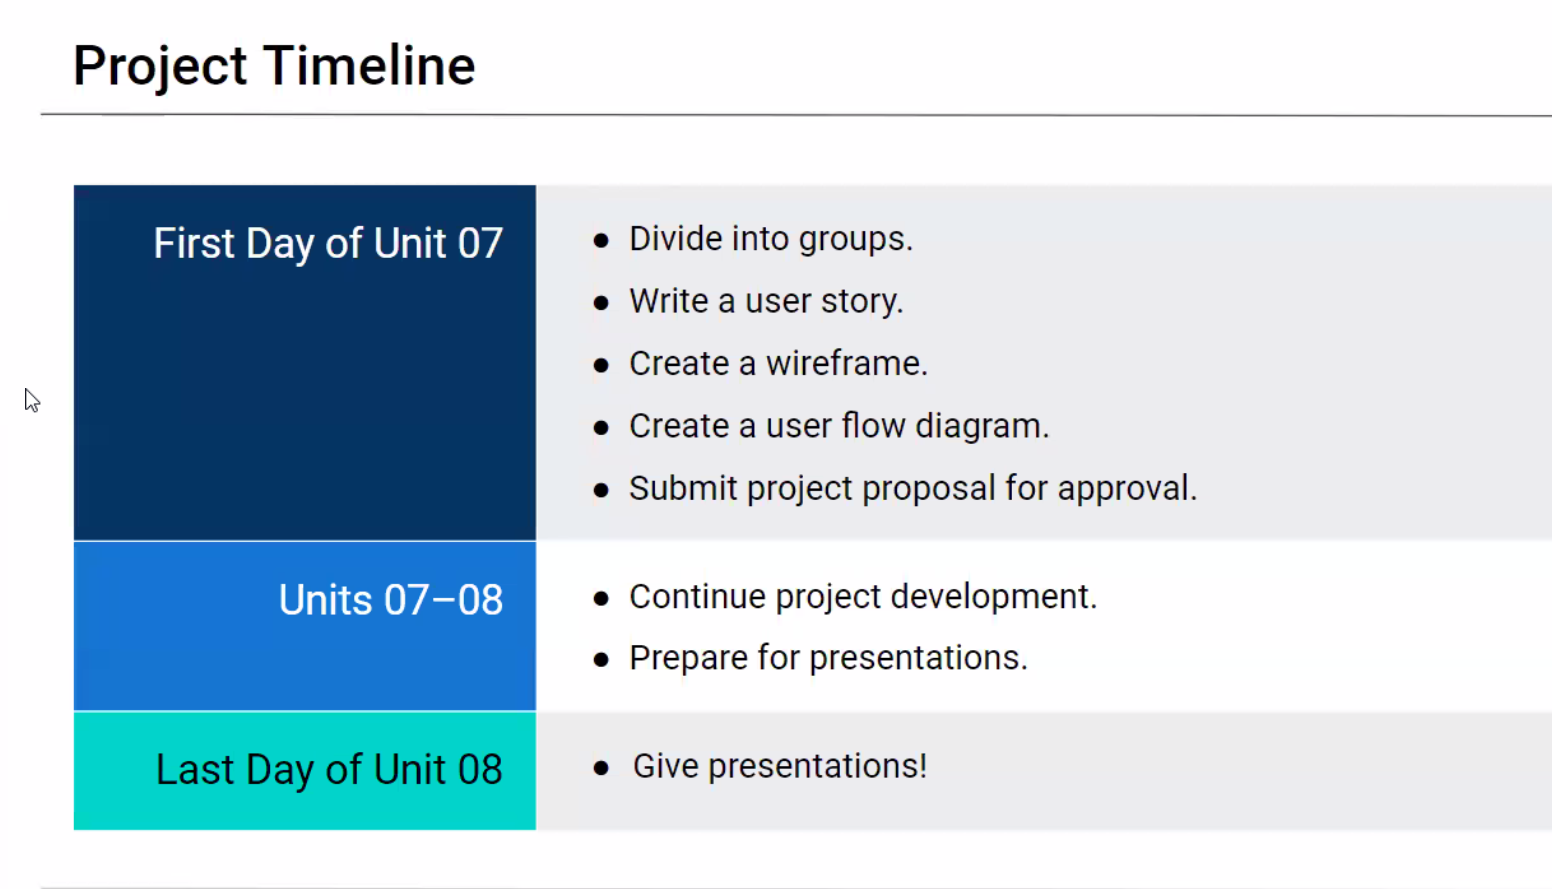 Project Timeline
First Day of Unit 07
● Divide into groups.
● Write a user story.
● Create a wireframe.
● Create a user flow diagram.
● Submit project proposal for approval.
Units 07–08
● Continue project development.
● Prepare for presentations.
Last Day of Unit 08
● Give presentations!